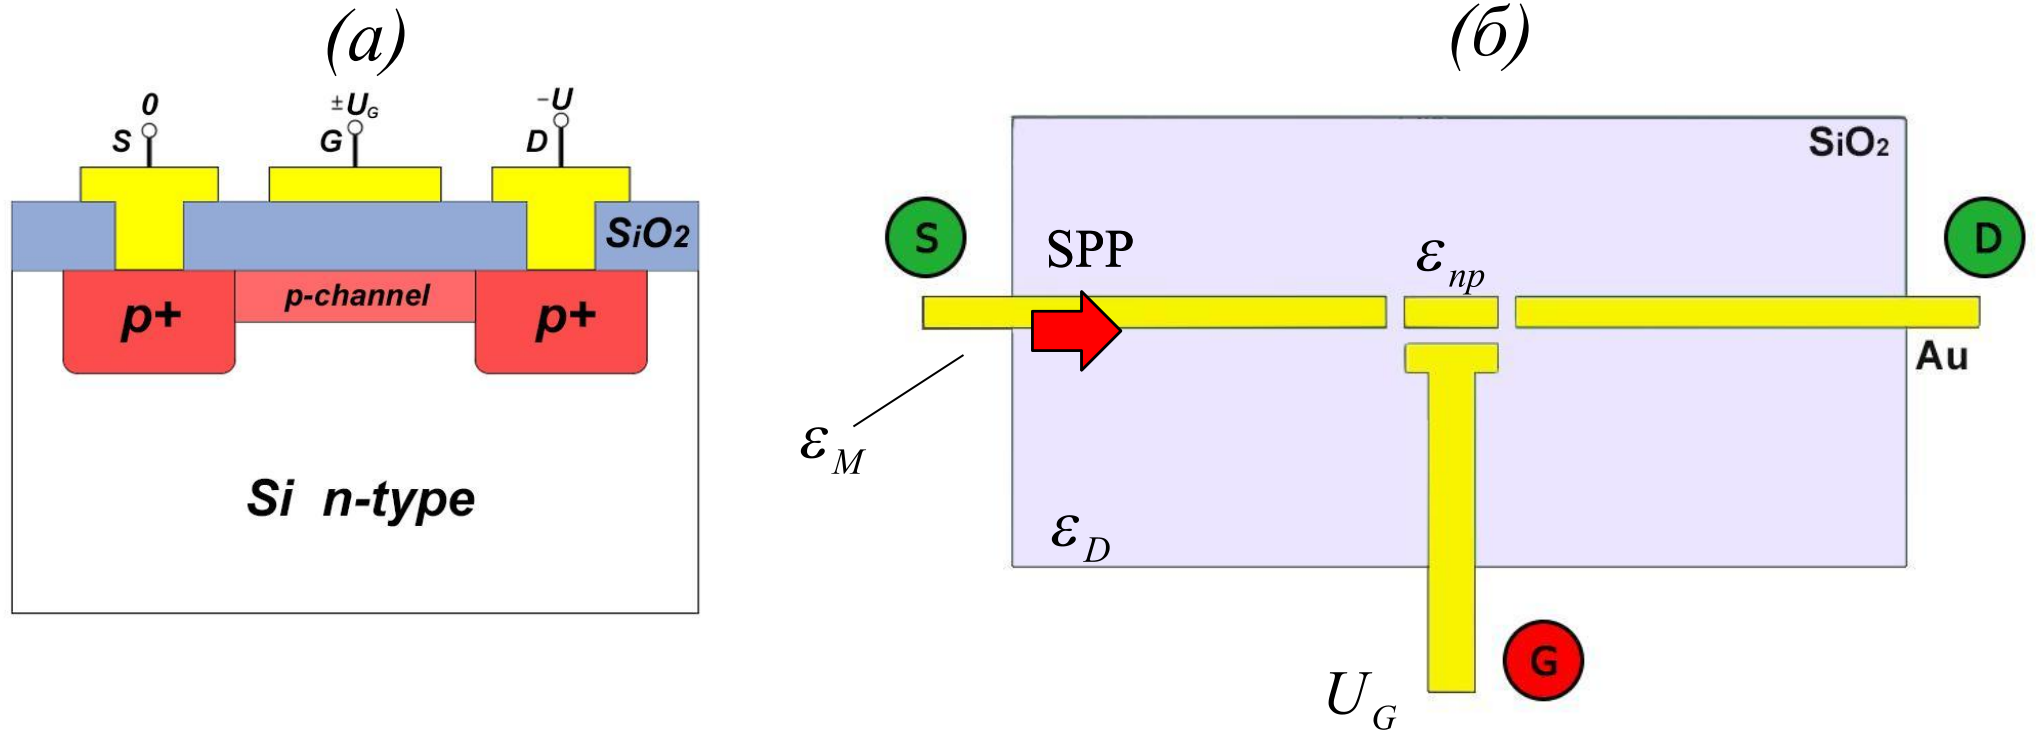 (а)
0
±U_G
−U
S
G
D
SiO2
p+
p-channel
p+
Si n-type
(б)
SiO2
S
D
SPP
ε_np
Au
ε_M
ε_D
G
U_G